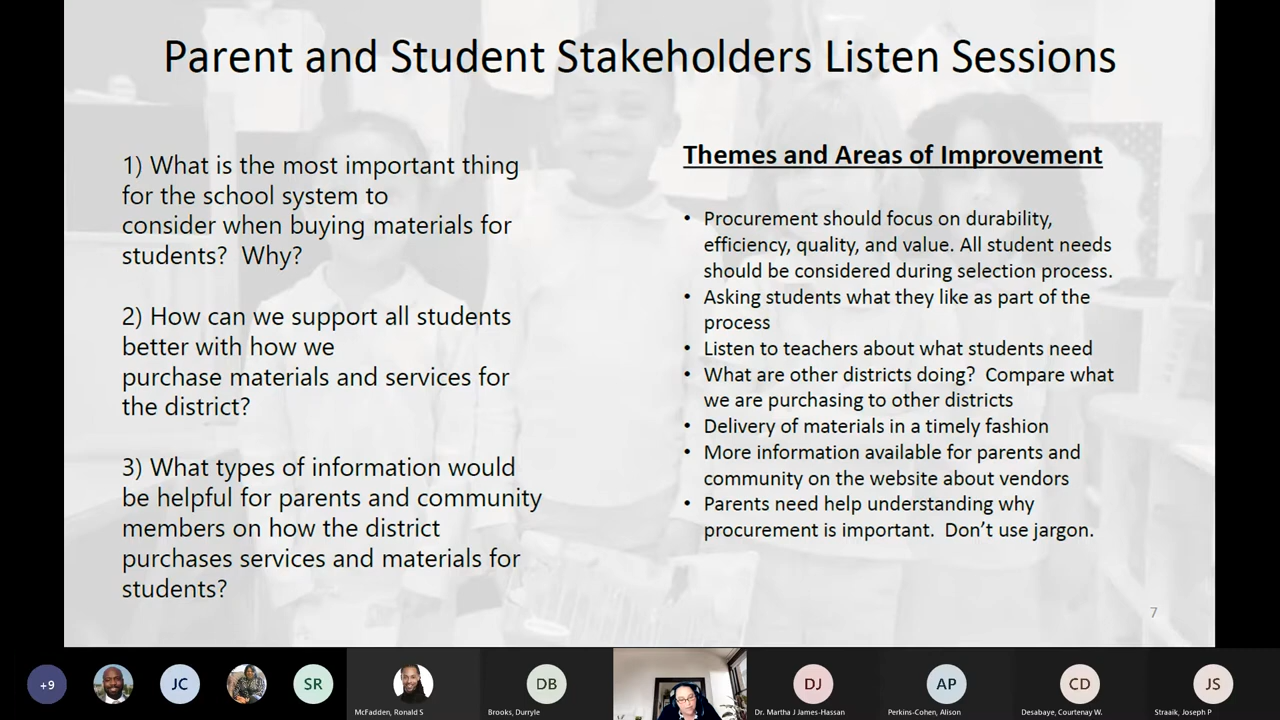 Parent and Student Stakeholders Listen Sessions
1) What is the most important thing
for the school system to
consider when buying materials for
students?  Why?
2) How can we support all students
better with how we
purchase materials and services for
the district?
3) What types of information would
be helpful for parents and community
members on how the district
purchases services and materials for
students?
Themes and Areas of Improvement
• Procurement should focus on durability,
efficiency, quality, and value. All student needs
should be considered during selection process.
• Asking students what they like as part of the
process
• Listen to teachers about what students need
• What are other districts doing?  Compare what
we are purchasing to other districts
• Delivery of materials in a timely fashion
• More information available for parents and
community on the website about vendors
• Parents need help understanding why
procurement is important.  Don’t use jargon.
7
+9
JC
SR
McFadden, Ronald S
DB
Brooks, Durryle
DJ
Dr. Martha J James-Hassan
AP
Perkins-Cohen, Alison
CD
Desabaye, Courtenay W.
JS
Straaik, Joseph P